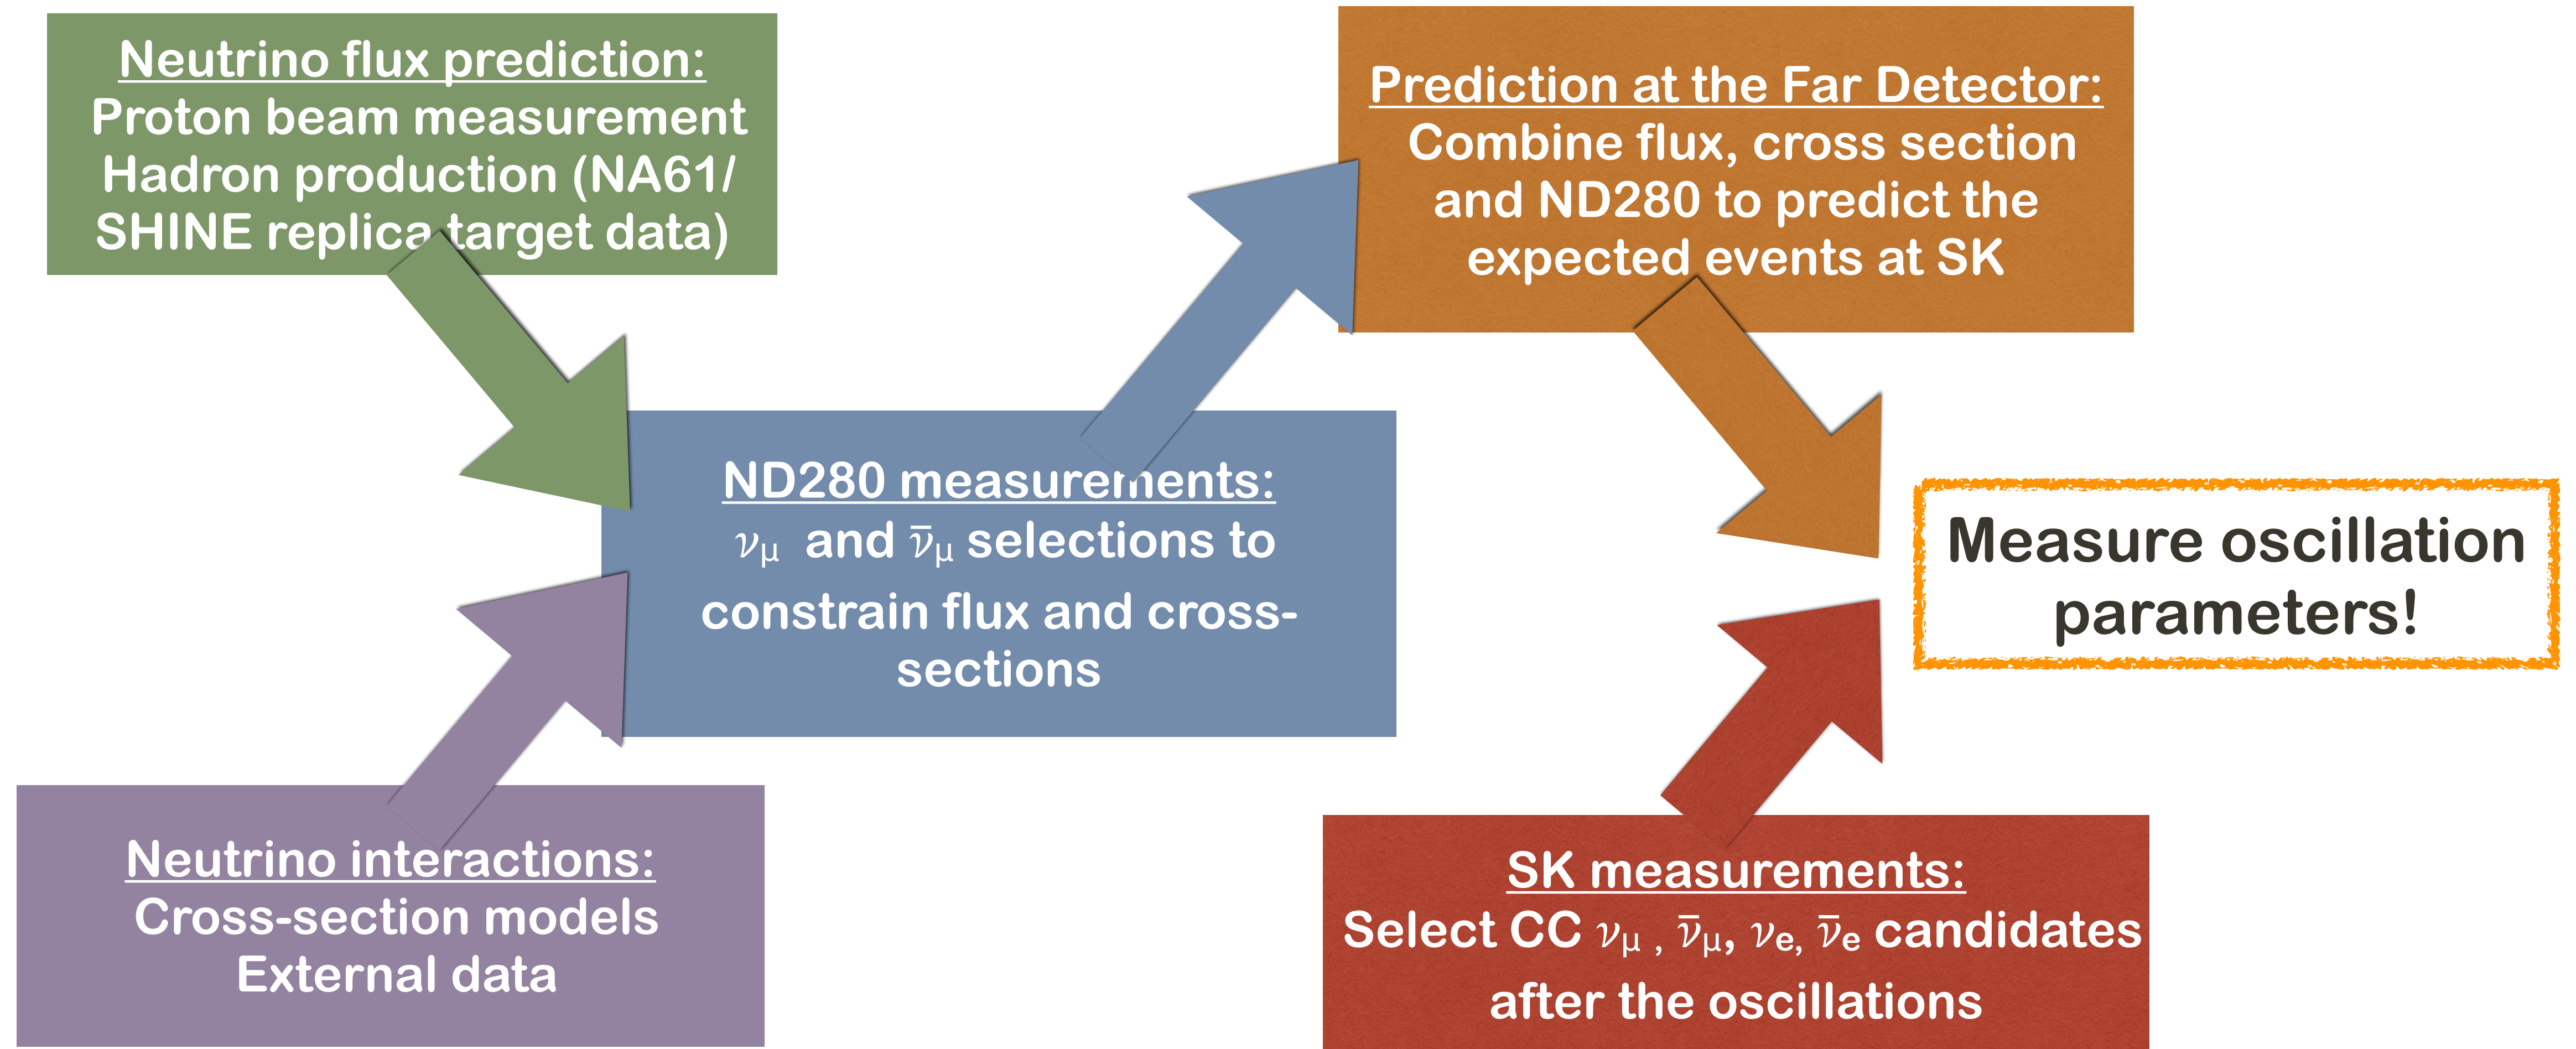 Neutrino flux prediction:
Proton beam measurement
Hadron production (NA61/
SHINE replica target data)
Prediction at the Far Detector:
Combine flux, cross section
and ND280 to predict the
expected events at SK
ND280 measurements:
νμ and ν̄μ selections to
constrain flux and cross-
sections
Measure oscillation
parameters!
Neutrino interactions:
Cross-section models
External data
SK measurements:
Select CC νμ , ν̄μ, νe, ν̄e candidates
after the oscillations